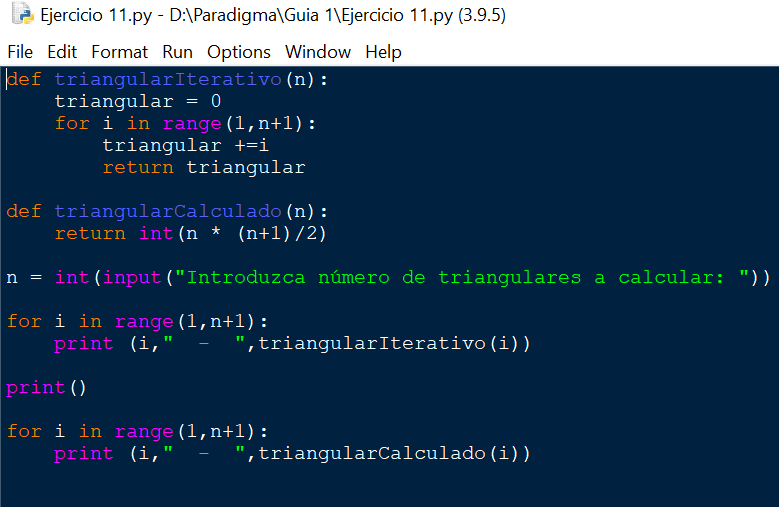 Ejercicio 11.py - D:\Paradigma\Guia 1\Ejercicio 11.py (3.9.5)
File Edit Format Run Options Window Help
def triangularIterativo(n):
    triangular = 0
    for i in range(1,n+1):
        triangular +=i
        return triangular

def triangularCalculado(n):
    return int(n * (n+1)/2)

n = int(input("Introduzca número de triangulares a calcular: "))

for i in range(1,n+1):
    print (i,"  -  ",triangularIterativo(i))

print()

for i in range(1,n+1):
    print (i,"  -  ",triangularCalculado(i))